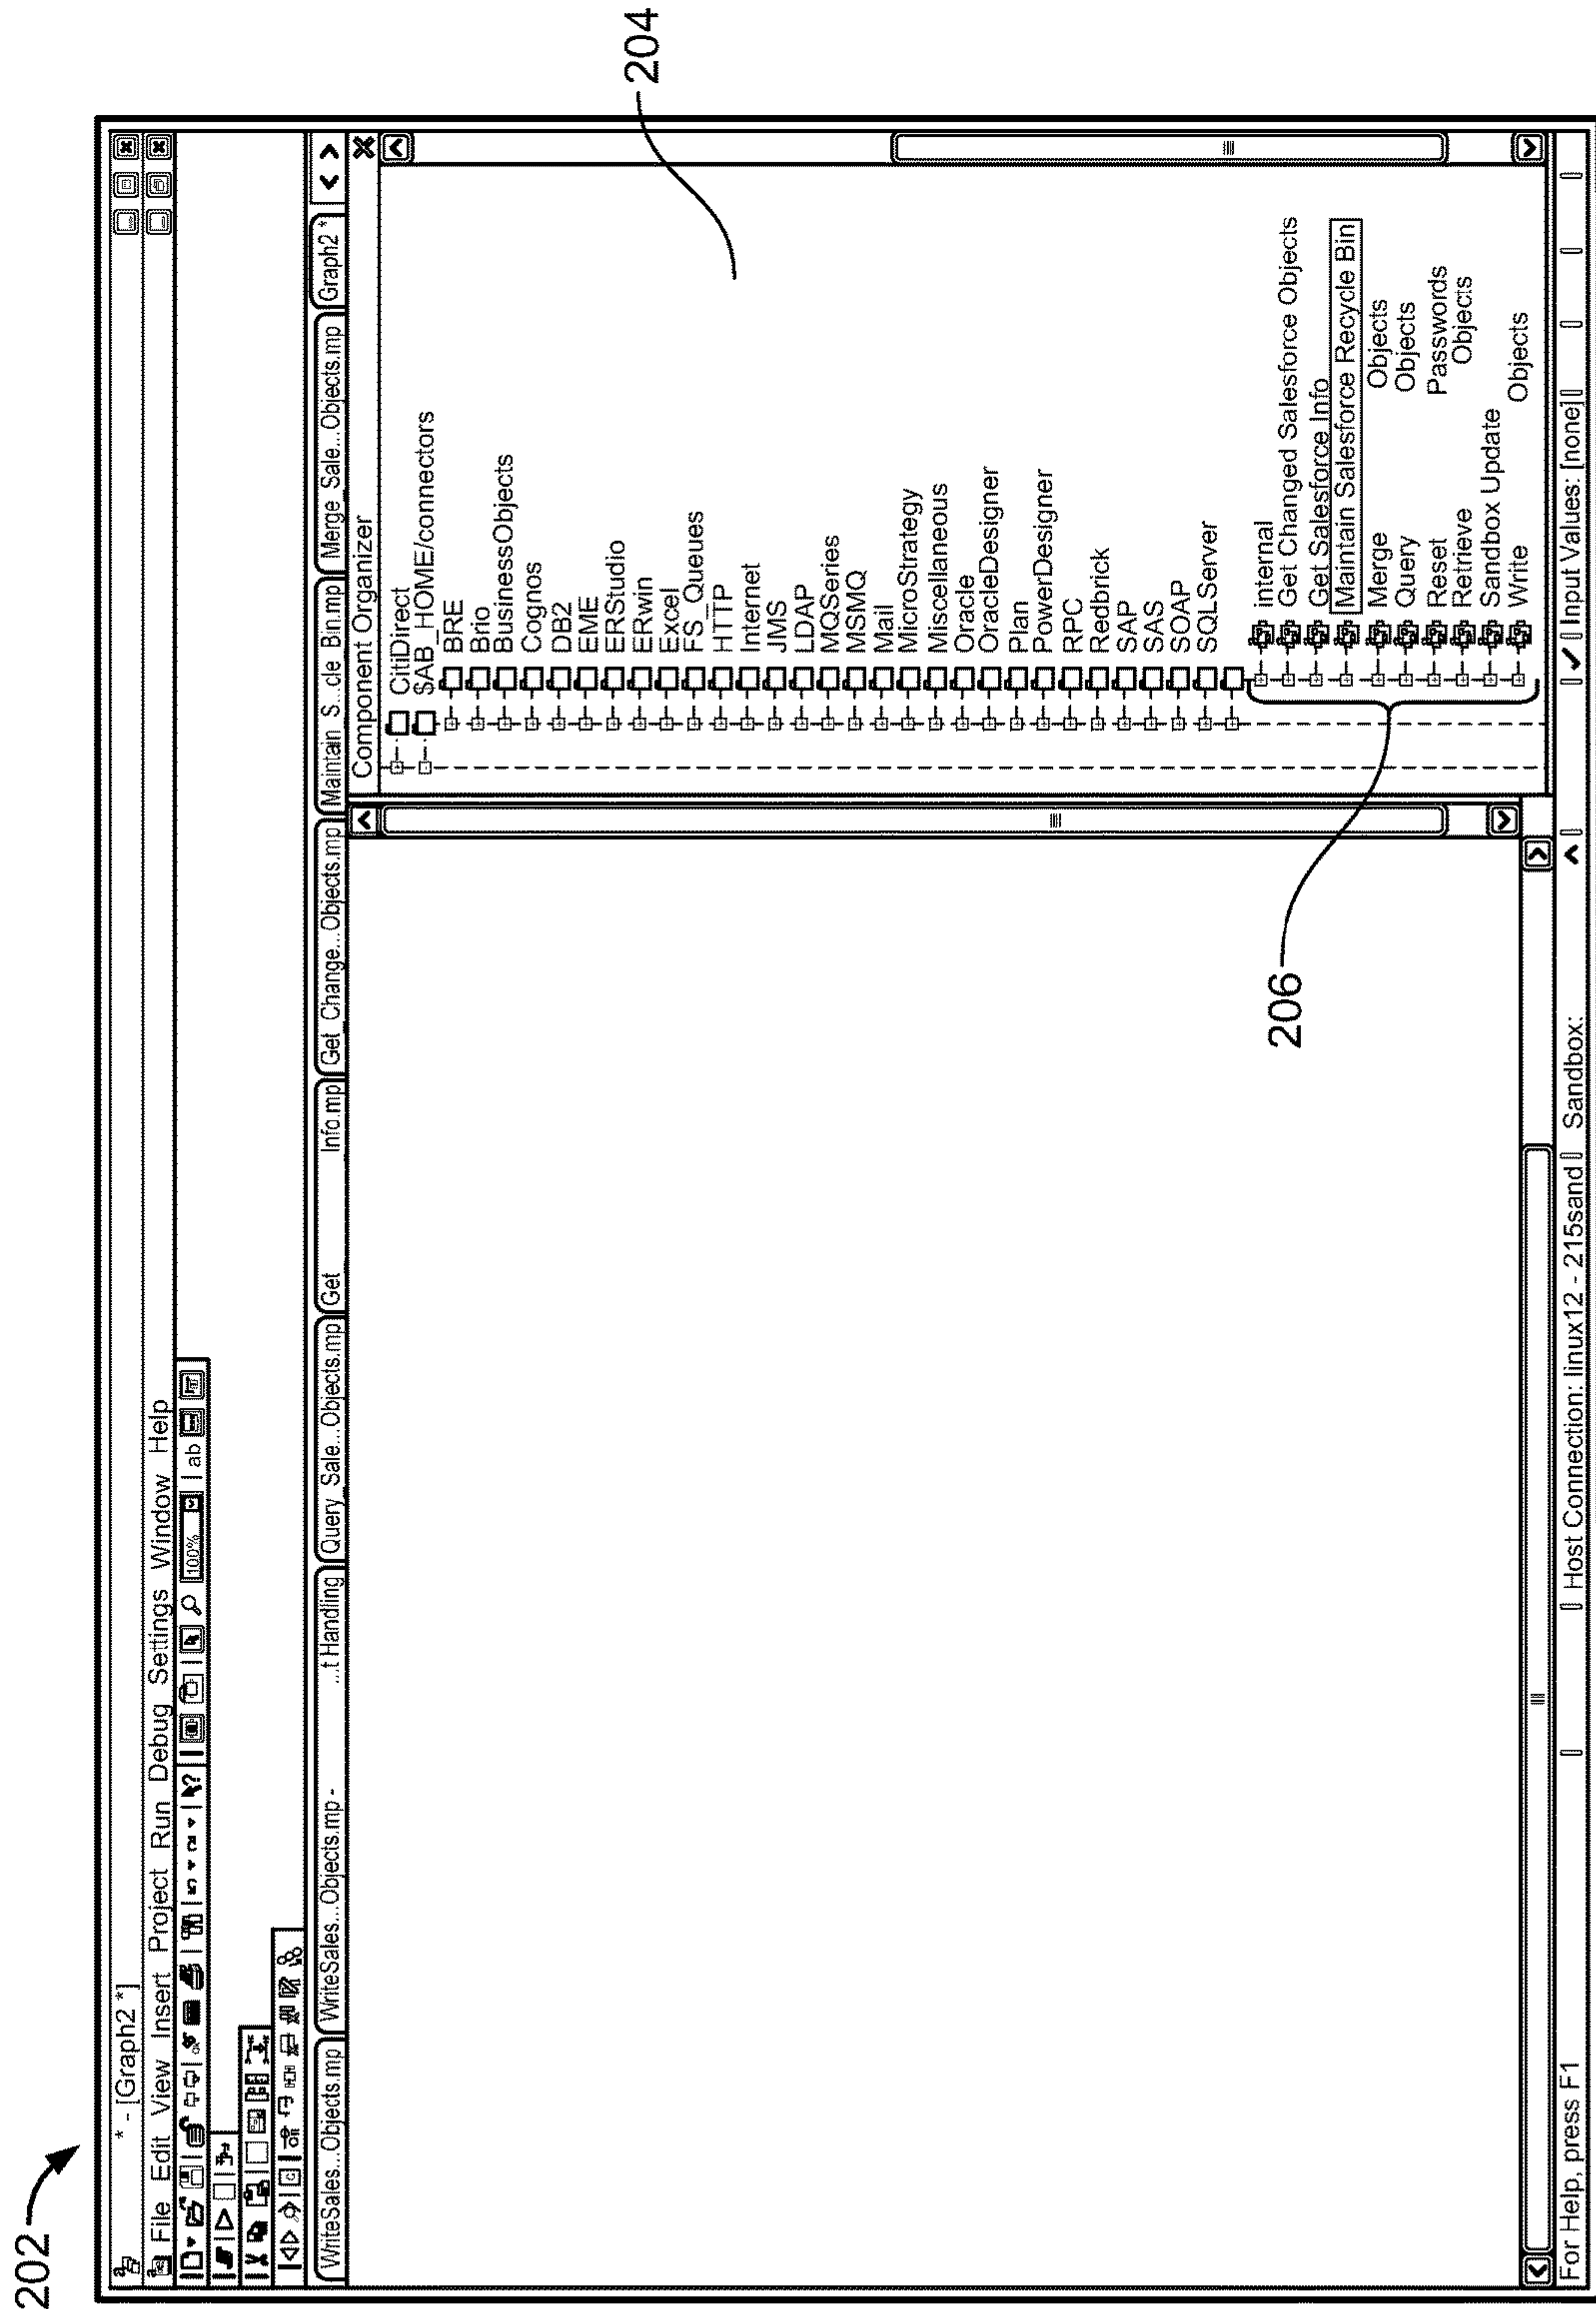 202
* - [Graph2 *]
File Edit View Insert Project Run Debug Settings Window Help
100% ab
WriteSales...Objects.mp WriteSales...Objects.mp - ...t Handling Query Sale...Objects.mp Get Info.mp Get Change...Objects.mp Maintain S...cle Bin.mp Merge Sale...Objects.mp Graph2 *
Component Organizer
204
CitiDirect
$AB_HOME/connectors
BRE
Brio
BusinessObjects
Cognos
DB2
EME
ERStudio
ERwin
Excel
FS_Queues
HTTP
Internet
JMS
LDAP
MQSeries
MSMQ
Mail
MicroStrategy
Miscellaneous
Oracle
OracleDesigner
Plan
PowerDesigner
RPC
Redbrick
SAP
SAS
SOAP
SQLServer
206
internal
Get Changed Salesforce Objects
Get Salesforce Info
Maintain Salesforce Recycle Bin
Merge Objects
Query Objects
Reset Passwords
Retrieve Objects
Sandbox Update
Write Objects
For Help, press F1 Host Connection: linux12 - 215sand Sandbox: Input Values: [none]